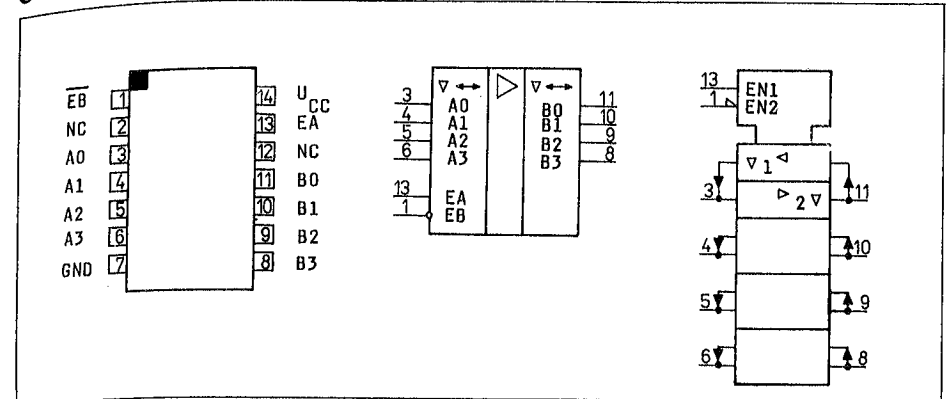 EB 1 14 UCC
NC 2 13 EA
A0 3 12 NC
A1 4 11 B0
A2 5 10 B1
A3 6 9 B2
GND 7 8 B3
3 A0 B0 11
4 A1 B1 10
5 A2 B2 9
6 A3 B3 8
13 EA
1 EB
13 EN1
1 EN2
1
3 2 11
4 10
5 9
6 8